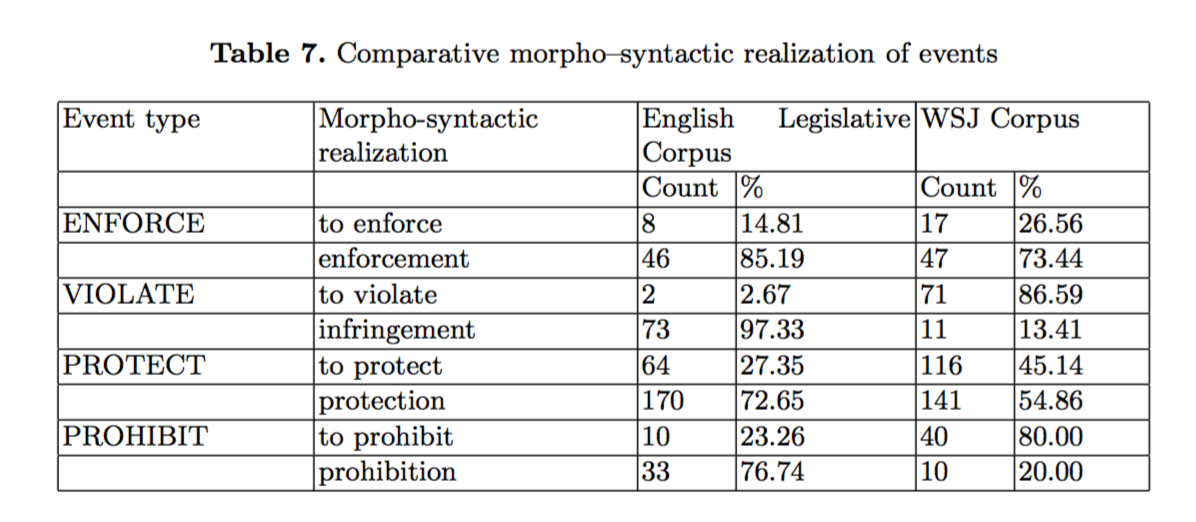 Table 7. Comparative morpho–syntactic realization of events
Event type Morpho-syntactic realization English Legislative Corpus WSJ Corpus
Count % Count %
ENFORCE to enforce 8 14.81 17 26.56
enforcement 46 85.19 47 73.44
VIOLATE to violate 2 2.67 71 86.59
infringement 73 97.33 11 13.41
PROTECT to protect 64 27.35 116 45.14
protection 170 72.65 141 54.86
PROHIBIT to prohibit 10 23.26 40 80.00
prohibition 33 76.74 10 20.00